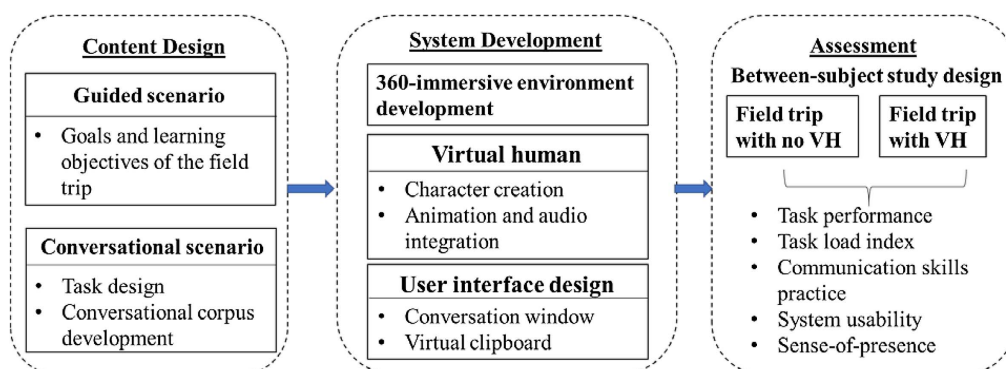 Content Design
Guided scenario
• Goals and learning
objectives of the field
trip
Conversational scenario
• Task design
• Conversational corpus
development
System Development
360-immersive environment
development
Virtual human
• Character creation
• Animation and audio
integration
User interface design
• Conversation window
• Virtual clipboard
Assessment
Between-subject study design
Field trip
with no VH
Field trip
with VH
• Task performance
• Task load index
• Communication skills
practice
• System usability
• Sense-of-presence